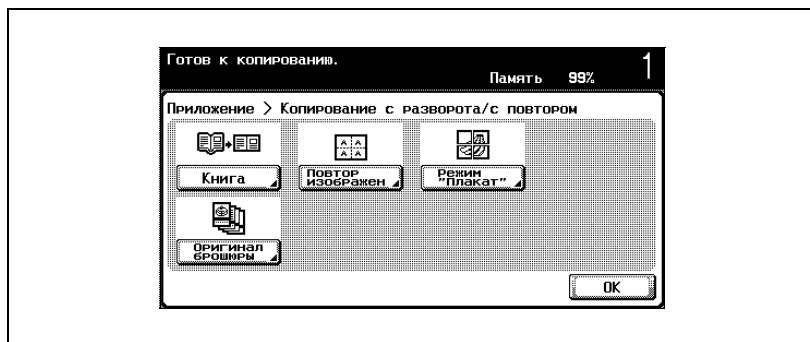 Готов к копированию.
Память 99% 1
Приложение > Копирование с разворота/с повтором
Книга
Повтор
изображен
Режим
"Плакат"
Оригинал
брошюры
OK